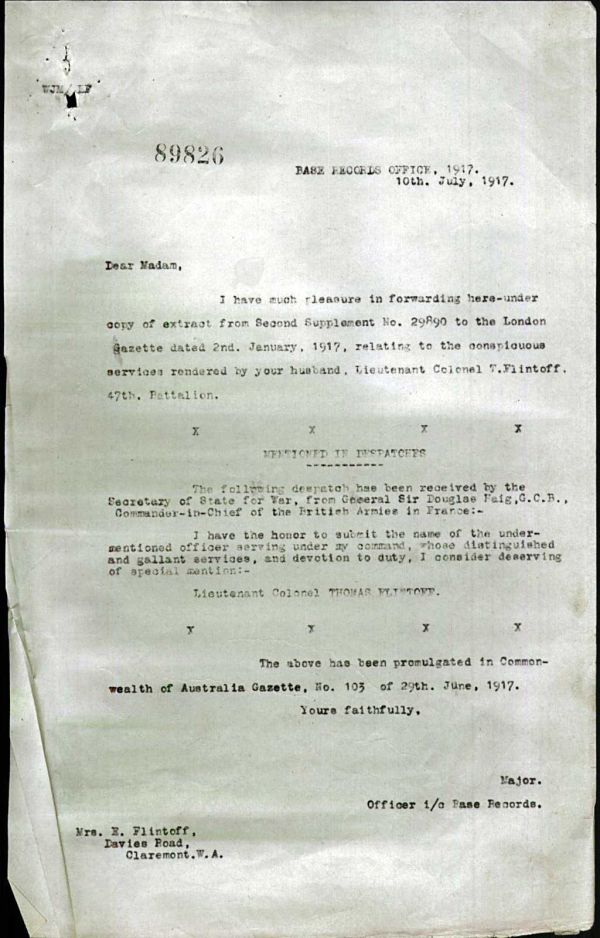 WJM/LF
89826
BASE RECORDS OFFICE, 1917.
10th. July, 1917.
Dear Madam,
I have much pleasure in forwarding here-under
copy of extract from Second Supplement No. 29890 to the London
Gazette dated 2nd. January, 1917, relating to the conspicuous
services rendered by your husband, Lieutenant Colonel T.Flintoff.
47th. Battalion.
X X X X
MENTIONED IN DESPATCHES
-----------
The following despatch has been received by the
Secretary of State for War, from General Sir Douglas Haig,G.C.B.,
Commander-in-Chief of the British Armies in France:-
I have the honor to submit the name of the under-
mentioned officer serving under my command, whose distinguished
and gallant services, and devotion to duty, I consider deserving
of special mention:-
Lieutenant Colonel THOMAS FLINTOFF.
X X X X
The above has been promulgated in Common-
wealth of Australia Gazette, No. 103 of 29th. June, 1917.
Yours faithfully,
Major.
Officer i/c Base Records.
Mrs. E. Flintoff,
Davies Road,
Claremont.W.A.